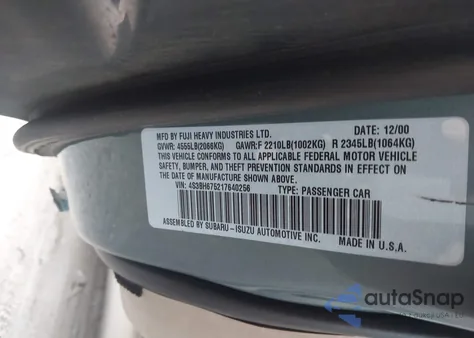 MFD BY FUJI HEAVY INDUSTRIES LTD. DATE 12/00
GVWR: 4555LB(2066KG) GAWR:F 2210LB(1002KG) R 2345LB(1064KG)
THIS VEHICLE CONFORMS TO ALL APPLICABLE FEDERAL MOTOR VEHICLE
SAFETY, BUMPER, AND THEFT PREVENTION STANDARDS IN EFFECT ON
THE DATE OF MANUFACTURE SHOWN ABOVE.
VIN: 4S3BH675217640256 TYPE: PASSENGER CAR
ASSEMBLED BY SUBARU-ISUZU AUTOMOTIVE INC. MADE IN U.S.A.
autoSnap